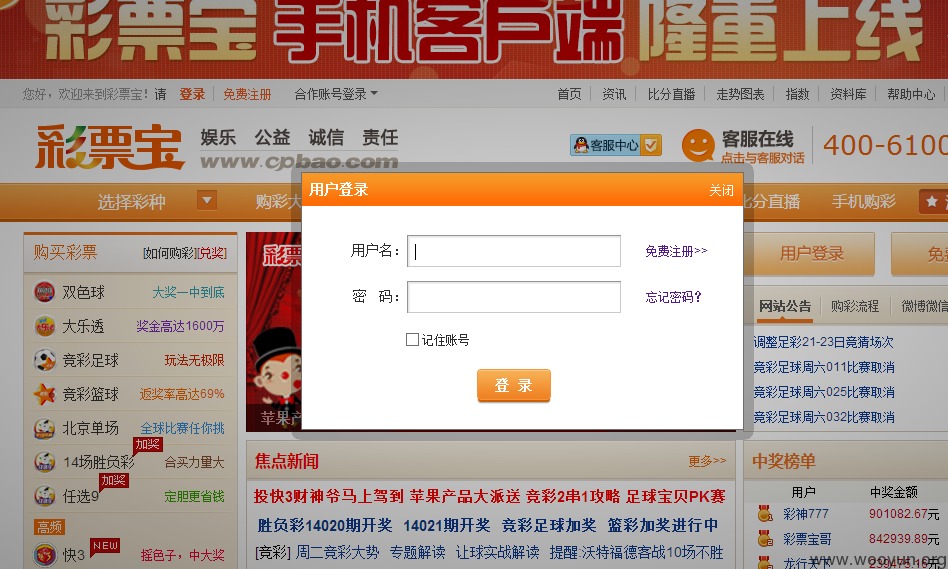 彩票宝手机客户端隆重上线
您好，欢迎来到彩票宝！请 登录 免费注册 合作账号登录 首页 资讯 比分直播 走势图表 指数 资料库 帮助中心
彩票宝 娱乐 公益 诚信 责任
www.cpbao.com
客服中心 客服在线 点击与客服对话 400-6100
选择彩种 购彩大 比分直播 手机购彩
用户登录 关闭
用户名： 免费注册>>
密 码： 忘记密码？
记住账号
登 录
购买彩票 [如何购彩][兑奖]
双色球 大奖一中到底
大乐透 奖金高达1600万
竞彩足球 玩法无极限
竞彩篮球 返奖率高达69%
北京单场 全球比赛任你挑
加奖
14场胜负彩 合买力量大
加奖
任选9 定胆更省钱
高频
NEW
快3 摇色子，中大奖
彩票
苹果产
用户登录 免
网站公告 购彩流程 微博微信
调整足彩21-23日竞猜场次
竞彩足球周六011比赛取消
竞彩足球周六025比赛取消
竞彩足球周六032比赛取消
焦点新闻 更多>>
投快3财神爷马上驾到 苹果产品大派送 竞彩2串1攻略 足球宝贝PK赛
胜负彩14020期开奖 14021期开奖 竞彩足球加奖 篮彩加奖进行中
[竞彩] 周二竞彩大势 专题解读 让球实战解读 提醒:沃特福德客战10场不胜
中奖榜单
用户 中奖金额
彩神777 901082.67元
彩票宝哥 842939.89元
龙行天下 239475.16元
www.wooyun.org